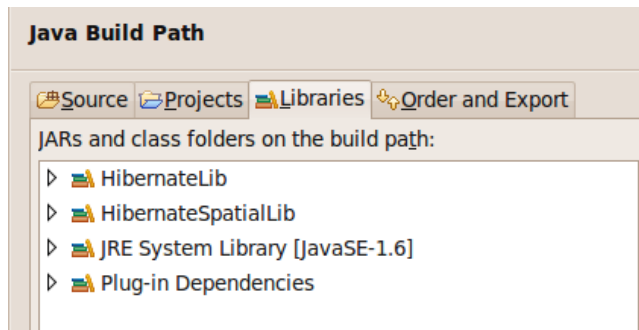 Java Build Path
Source Projects Libraries Order and Export
JARs and class folders on the build path:
HibernateLib
HibernateSpatialLib
JRE System Library [JavaSE-1.6]
Plug-in Dependencies